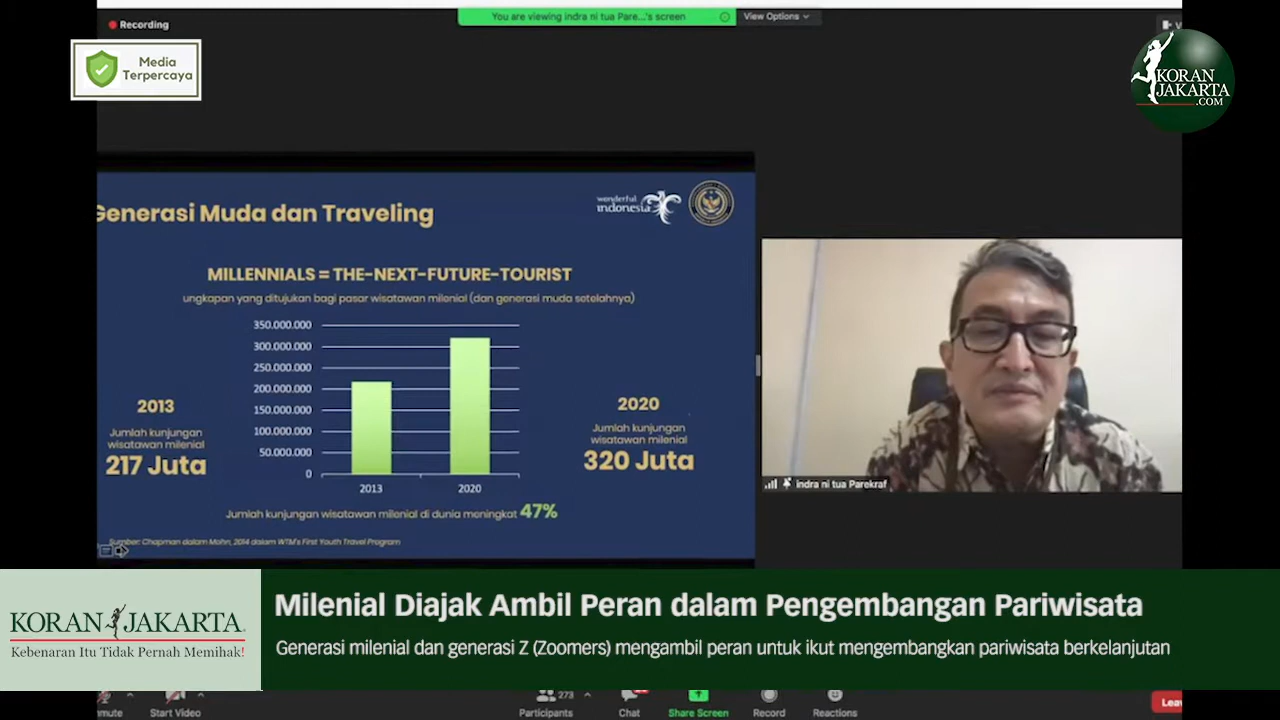 Recording
You are viewing indra ni tua Pare...'s screen
View Options
Media
Terpercaya
KORAN
JAKARTA
.COM
Generasi Muda dan Traveling
wonderful
indonesia
MILLENNIALS = THE-NEXT-FUTURE-TOURIST
ungkapan yang ditujukan bagi pasar wisatawan milenial (dan generasi muda setelahnya)
350.000.000
300.000.000
250.000.000
200.000.000
150.000.000
100.000.000
50.000.000
0
2013
2020
2013
Jumlah kunjungan
wisatawan milenial
217 Juta
2020
Jumlah kunjungan
wisatawan milenial
320 Juta
Jumlah kunjungan wisatawan milenial di dunia meningkat 47%
Sumber: Chapman dalam Mohn, 2014 dalam WTM's First Youth Travel Program
indra ni tua Parekraf
KORAN JAKARTA
Kebenaran Itu Tidak Pernah Memihak!
Milenial Diajak Ambil Peran dalam Pengembangan Pariwisata
Generasi milenial dan generasi Z (Zoomers) mengambil peran untuk ikut mengembangkan pariwisata berkelanjutan
Start Video
273
Participants
Chat
Share Screen
Record
Reactions